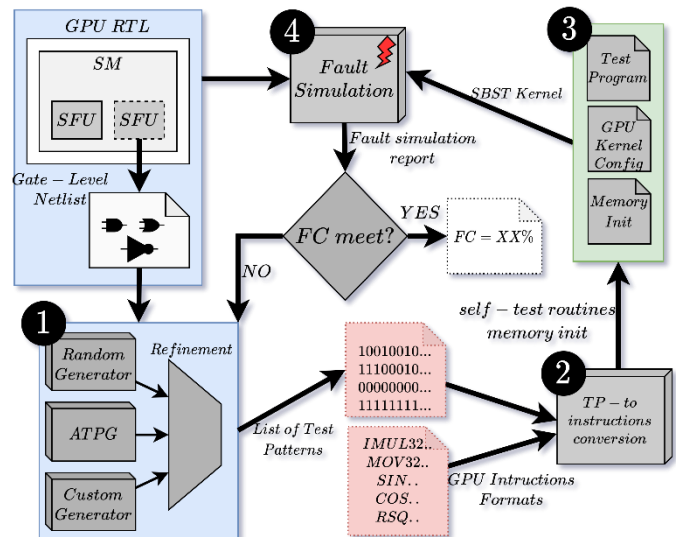 GPU RTL
SM
SFU
SFU
Gate-Level
Netlist
4
Fault
Simulation
Fault simulation
report
FC meet?
YES
NO
FC = XX%
3
Test
Program
GPU
Kernel
Config
Memory
Init
SBST Kernel
1
Random
Generator
ATPG
Custom
Generator
Refinement
List of Test
Patterns
10010010...
11100010...
00000000...
11111111...
IMUL32..
MOV32..
SIN..
COS..
RSQ..
GPU Intructions
Formats
2
TP-to
instructions
conversion
self-test routines
memory init